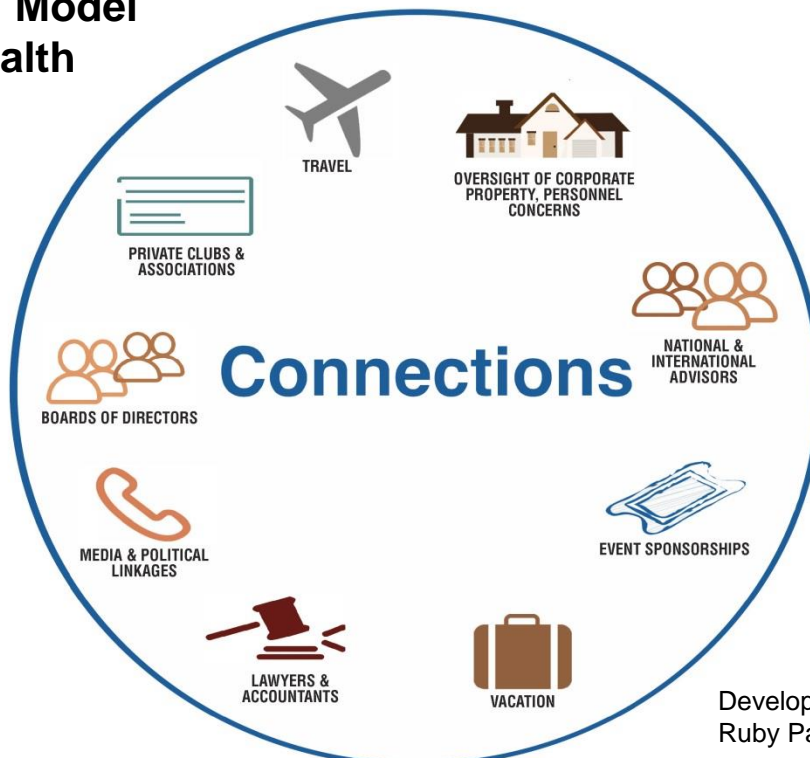 Model
alth
TRAVEL
OVERSIGHT OF CORPORATE
PROPERTY, PERSONNEL
CONCERNS
PRIVATE CLUBS &
ASSOCIATIONS
NATIONAL &
INTERNATIONAL
ADVISORS
Connections
BOARDS OF DIRECTORS
EVENT SPONSORSHIPS
MEDIA & POLITICAL
LINKAGES
LAWYERS &
ACCOUNTANTS
VACATION
Develop
Ruby Pa